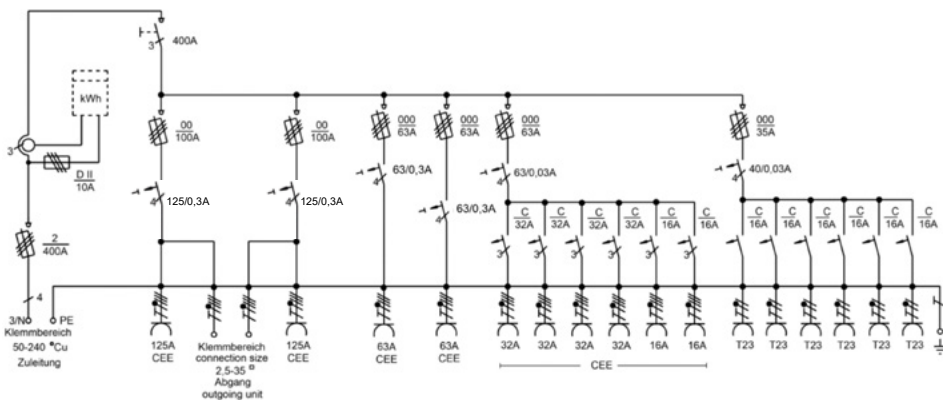 3
400A
kWh
3
D II
10A
2
400A
4
00
100A
00
100A
000
63A
000
63A
000
63A
000
35A
4
125/0,3A
4
125/0,3A
4
63/0,3A
4
63/0,3A
4
63/0,03A
4
40/0,03A
C
32A
C
32A
C
32A
C
32A
C
16A
C
16A
C
16A
C
16A
C
16A
C
16A
C
16A
C
16A
3
3
3
3
3
3
3/N
PE
Klemmbereich
50-240 □Cu
Zuleitung
125A
CEE
Klemmbereich
connection size
2,5-35 □
Abgang
outgoing unit
125A
CEE
63A
CEE
63A
CEE
32A
32A
32A
32A
16A
16A
CEE
T23
T23
T23
T23
T23
T23